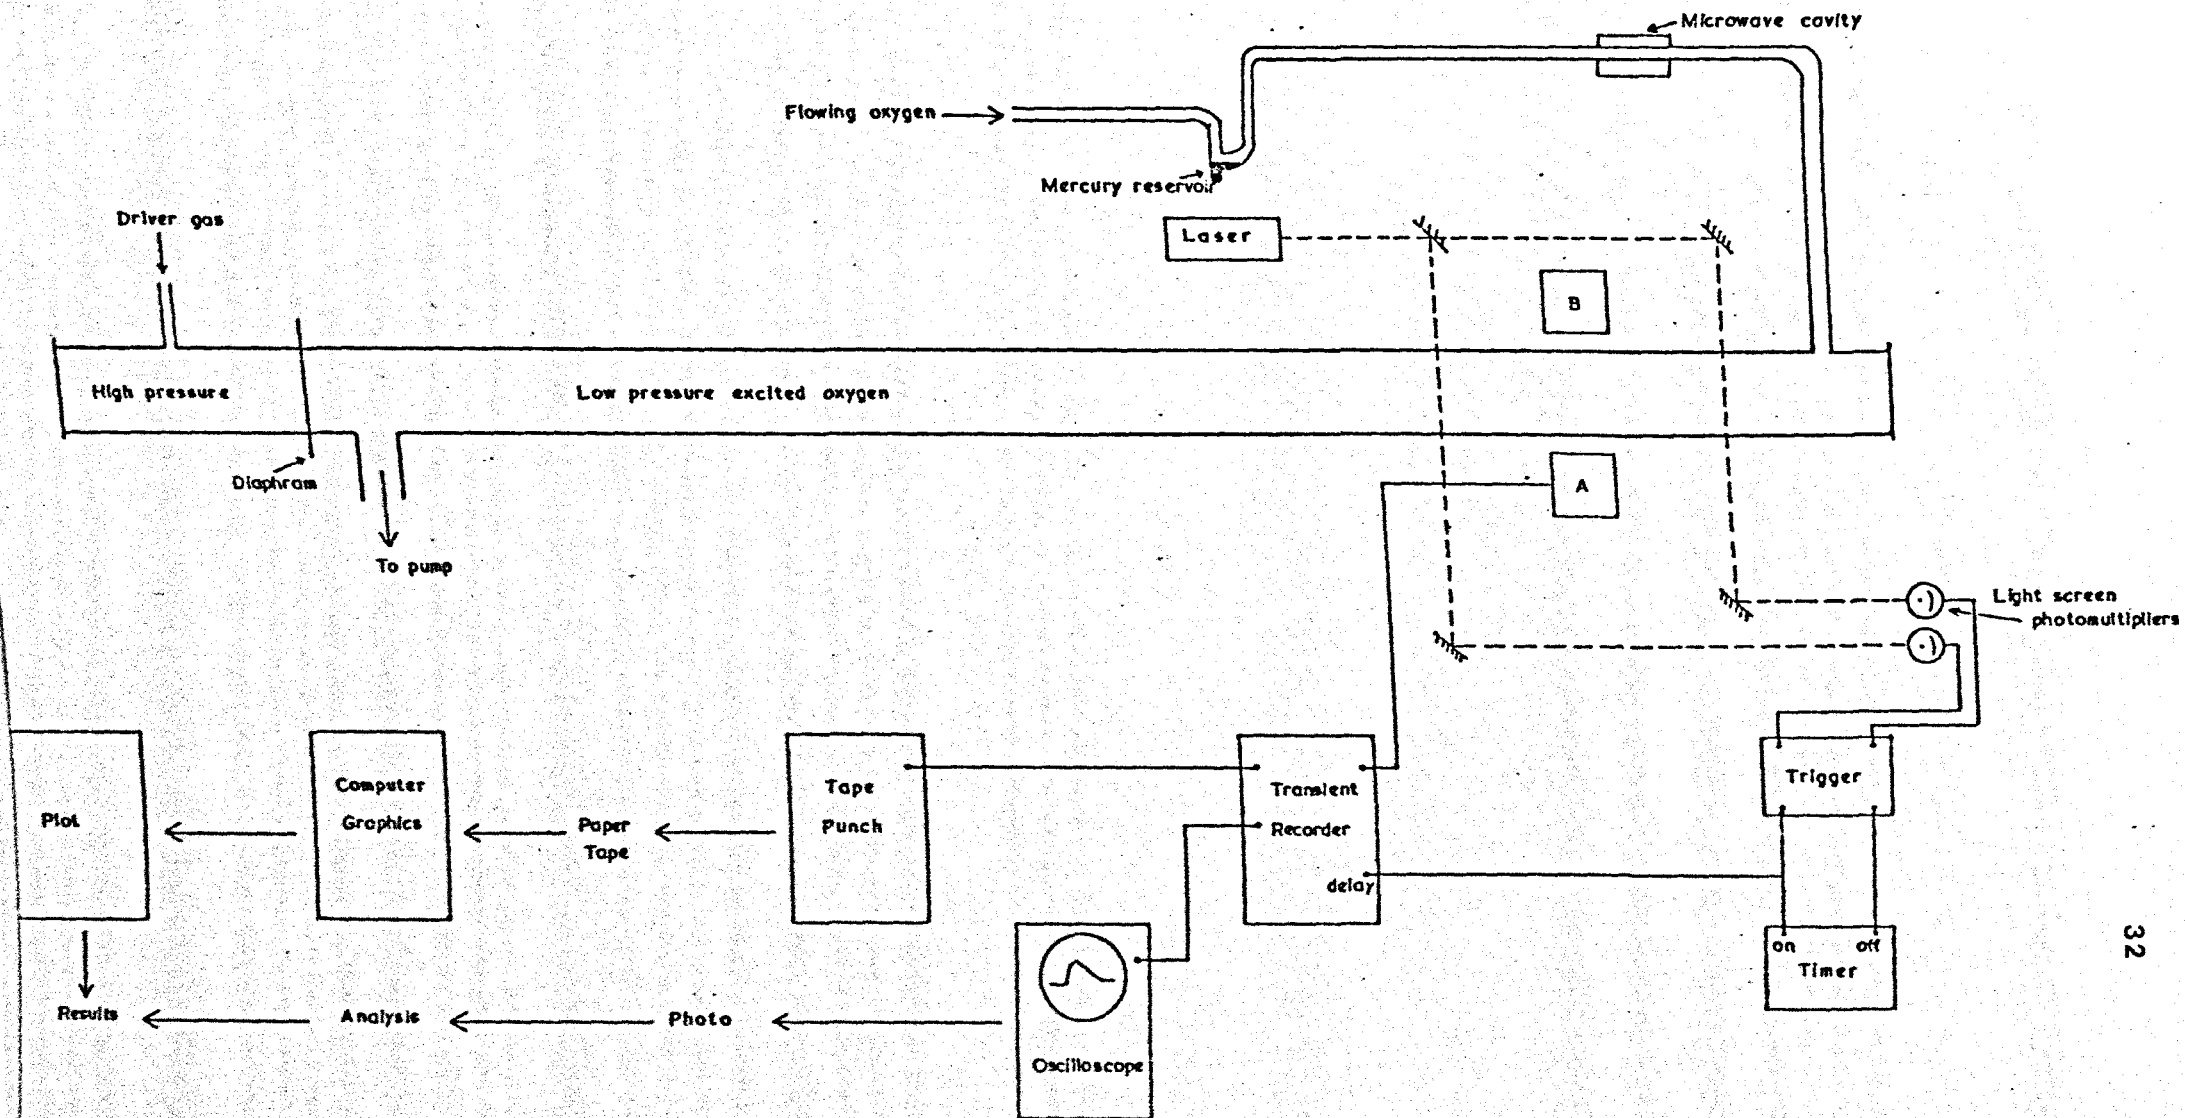 Microwave cavity
Flowing oxygen
Mercury reservoir
Driver gas
Laser
B
High pressure
Low pressure excited oxygen
Diaphram
A
To pump
Light screen
photomultipliers
Plot
Computer
Graphics
Paper
Tape
Tape
Punch
Transient
Recorder
delay
Trigger
on off
Timer
Results
Analysis
Photo
Oscilloscope
32